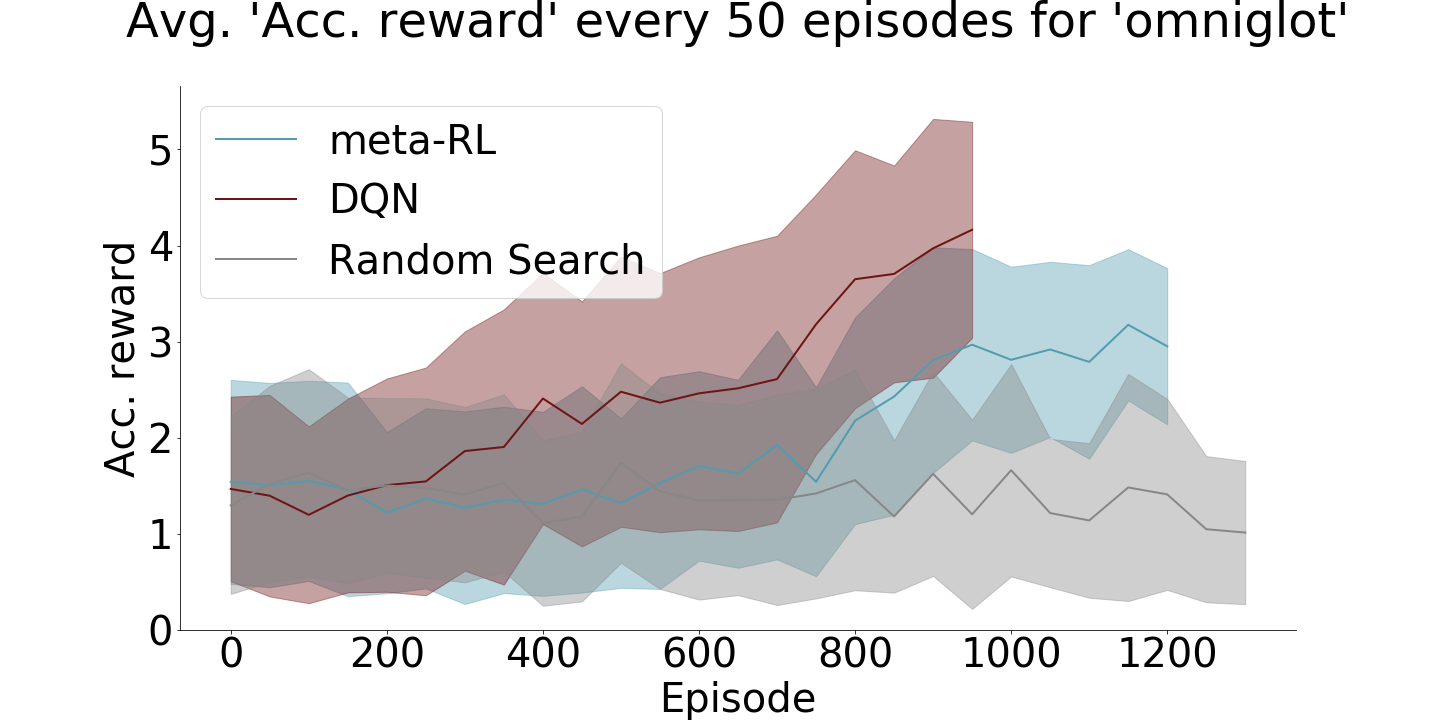 Avg. 'Acc. reward' every 50 episodes for 'omniglot'
meta-RL
DQN
Random Search
Acc. reward
5
4
3
2
1
0
0 200 400 600 800 1000 1200
Episode